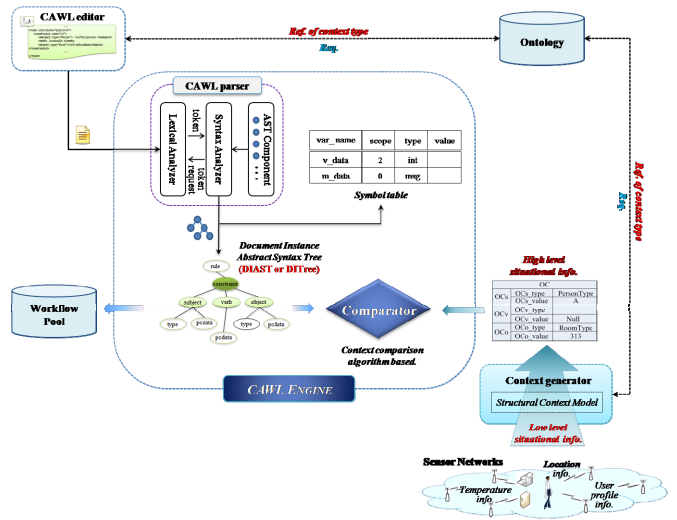 CAWL editor
Ref. of context type
Req.
Ontology
CAWL parser
Lexical Analyzer
token
token request
Syntax Analyzer
AST Component
...
var_name scope type value
v_data 2 int
m_data 0 msg
Symbol table
Ref. of context type
Req.
Document Instance
Abstract Syntax Tree
(DIAST or DITree)
rule
constraint
subject verb object
type pcdata type pcdata
pcdata
Workflow
Pool
Comparator
Context comparison
algorithm based.
CAWL ENGINE
High level
situational info.
OC
OCs OCs_type PersonType
OCs_value A
OCv OCv_type
OCv_value Null
OCo OCo_type RoomType
OCo_value 313
Context generator
Structural Context Model
Low level
situational info.
Sensor Networks
Location
info.
Temperature
info.
User
profile
info.